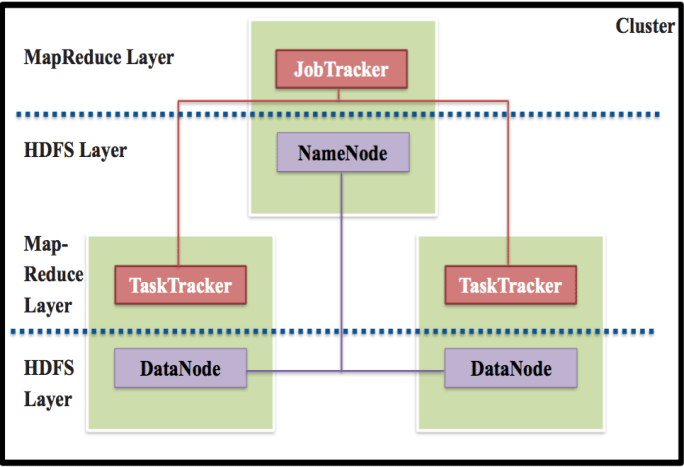 Cluster
MapReduce Layer
JobTracker
HDFS Layer
NameNode
Map-
Reduce
Layer
TaskTracker
TaskTracker
HDFS
Layer
DataNode
DataNode